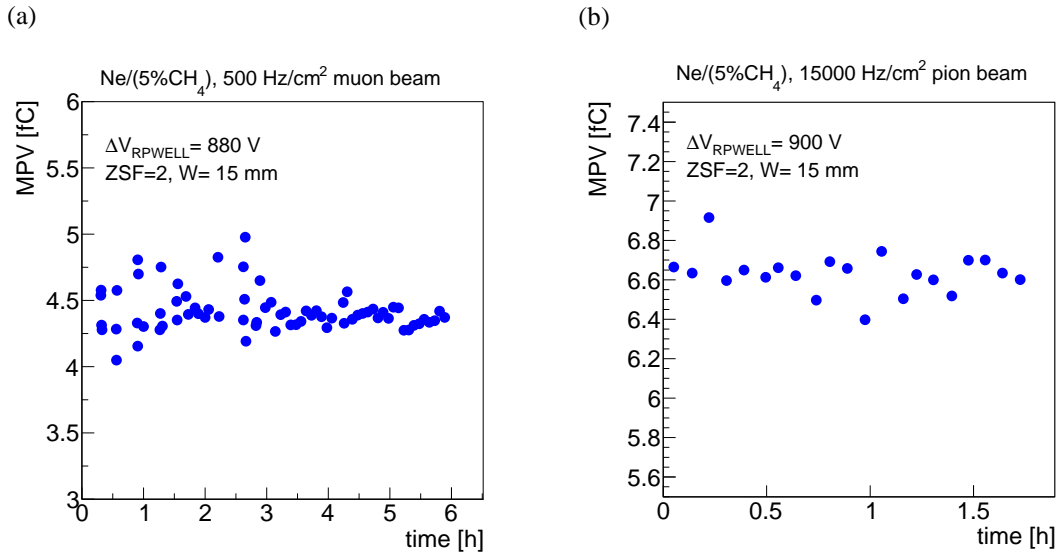 (a)
Ne/(5%CH₄), 500 Hz/cm² muon beam
MPV [fC]
6
5.5
5
4.5
4
3.5
3
ΔV_RPWELL= 880 V
ZSF=2, W= 15 mm
0 1 2 3 4 5 6
time [h]
(b)
Ne/(5%CH₄), 15000 Hz/cm² pion beam
MPV [fC]
7.4
7.2
7
6.8
6.6
6.4
6.2
6
5.8
5.6
ΔV_RPWELL= 900 V
ZSF=2, W= 15 mm
0 0.5 1 1.5
time [h]